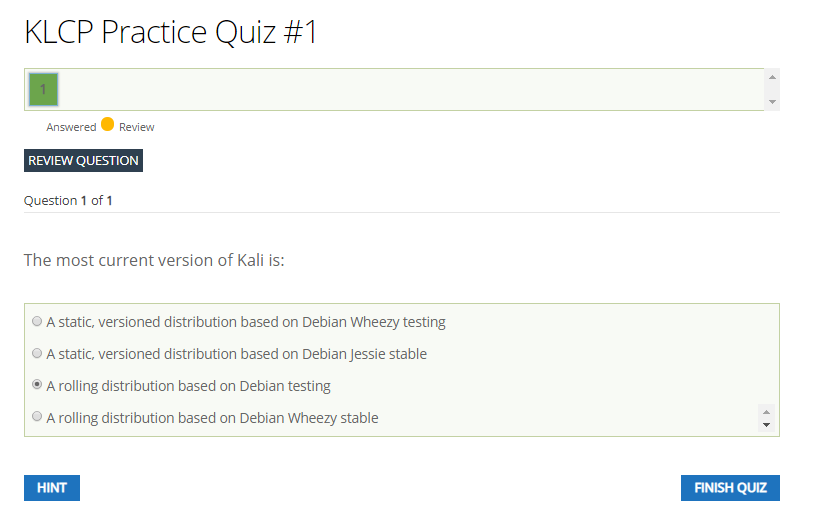 KLCP Practice Quiz #1
1
Answered Review
REVIEW QUESTION
Question 1 of 1
The most current version of Kali is:
A static, versioned distribution based on Debian Wheezy testing
A static, versioned distribution based on Debian Jessie stable
A rolling distribution based on Debian testing
A rolling distribution based on Debian Wheezy stable
HINT FINISH QUIZ